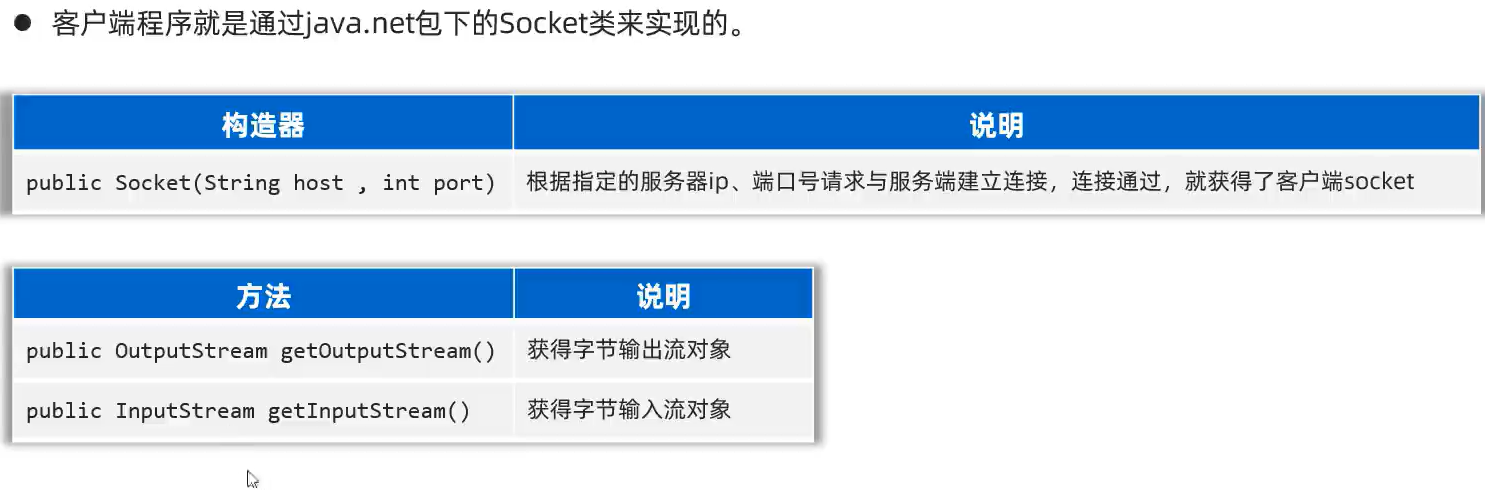 ● 客户端程序就是通过java.net包下的Socket类来实现的。
构造器 说明
public Socket(String host , int port) 根据指定的服务器ip、端口号请求与服务端建立连接，连接通过，就获得了客户端socket
方法 说明
public OutputStream getOutputStream() 获得字节输出流对象
public InputStream getInputStream() 获得字节输入流对象